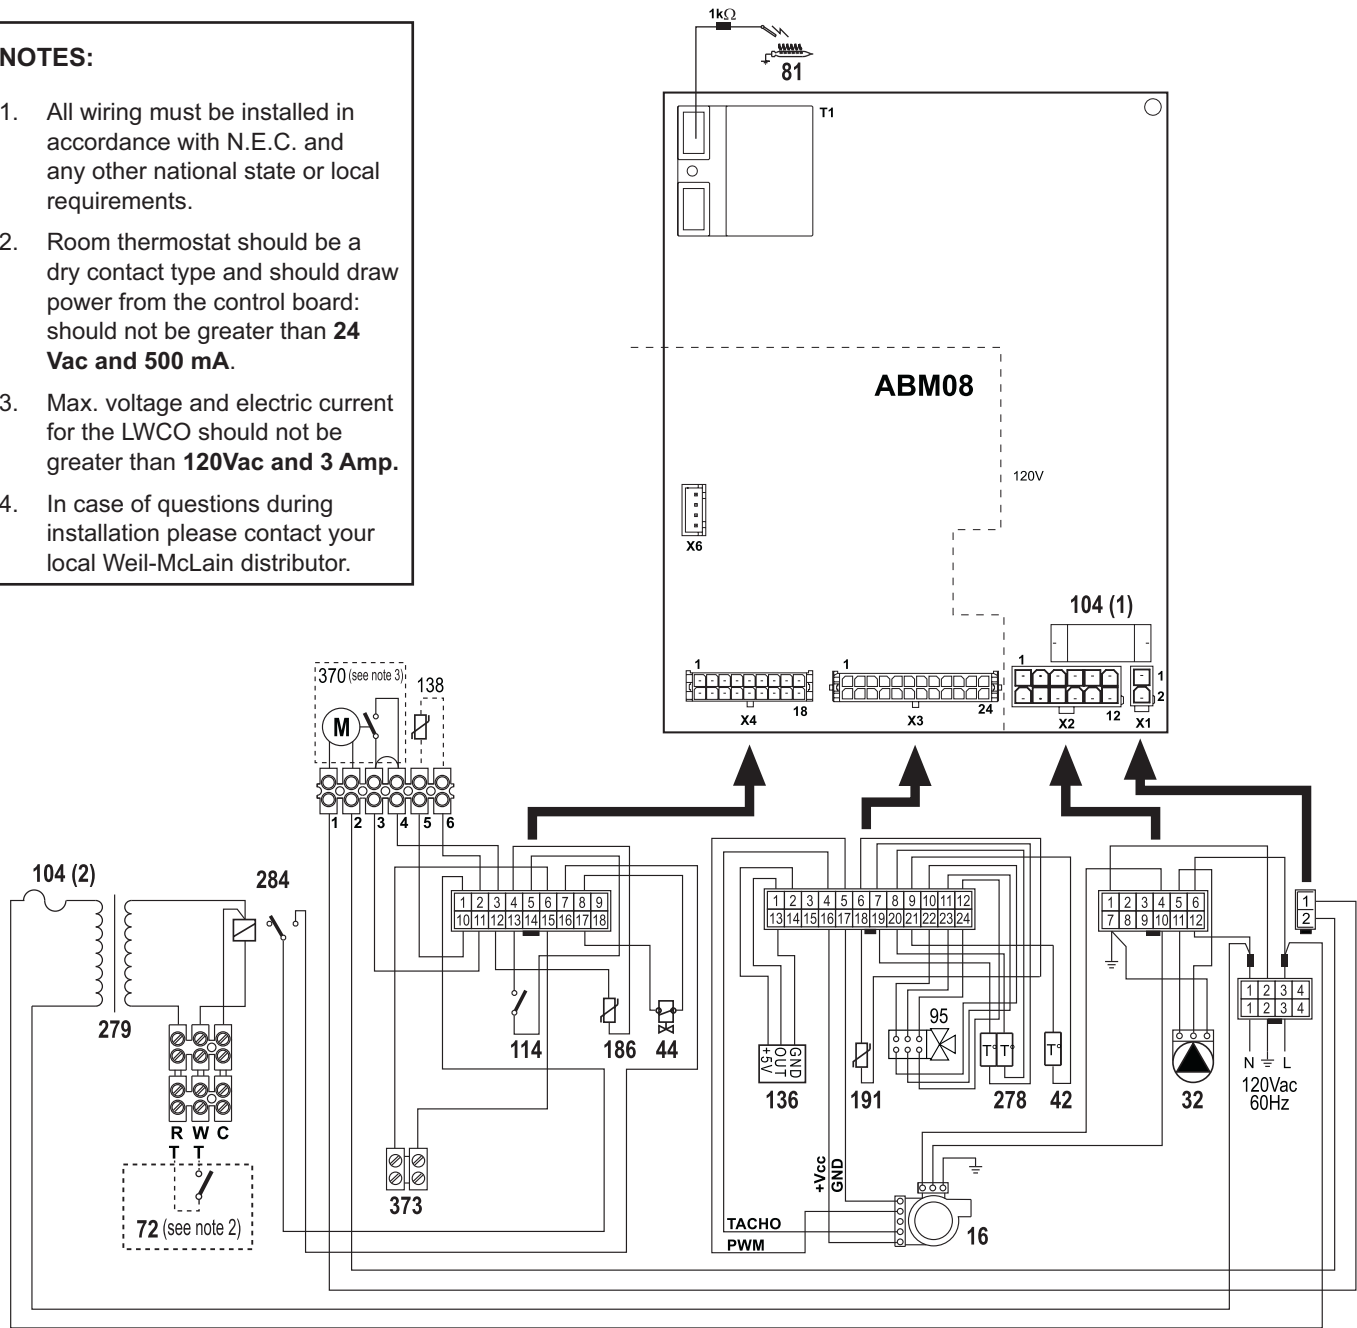 NOTES:
1. All wiring must be installed in
accordance with N.E.C. and
any other national state or local
requirements.
2. Room thermostat should be a
dry contact type and should draw
power from the control board:
should not be greater than 24
Vac and 500 mA.
3. Max. voltage and electric current
for the LWCO should not be
greater than 120Vac and 3 Amp.
4. In case of questions during
installation please contact your
local Weil-McLain distributor.
1kΩ
81
T1
ABM08
120V
X6
104 (1)
1
18
X4
1
24
X3
1
12
X2
1
2
X1
370 (see note 3)
138
M
1 2 3 4 5 6
104 (2)
284
279
1 2 3 4 5 6 7 8 9
10 11 12 13 14 15 16 17 18
114
186
44
373
R W C
T T
72 (see note 2)
1 2 3 4 5 6 7 8 9 10 11 12
13 14 15 16 17 18 19 20 21 22 23 24
+5V
OUT
GND
136
191
95
T° T°
278
T°
42
+Vcc
GND
TACHO
PWM
16
1 2 3 4 5 6
7 8 9 10 11 12
32
1
2
1 2 3 4
1 2 3 4
N L
120Vac
60Hz